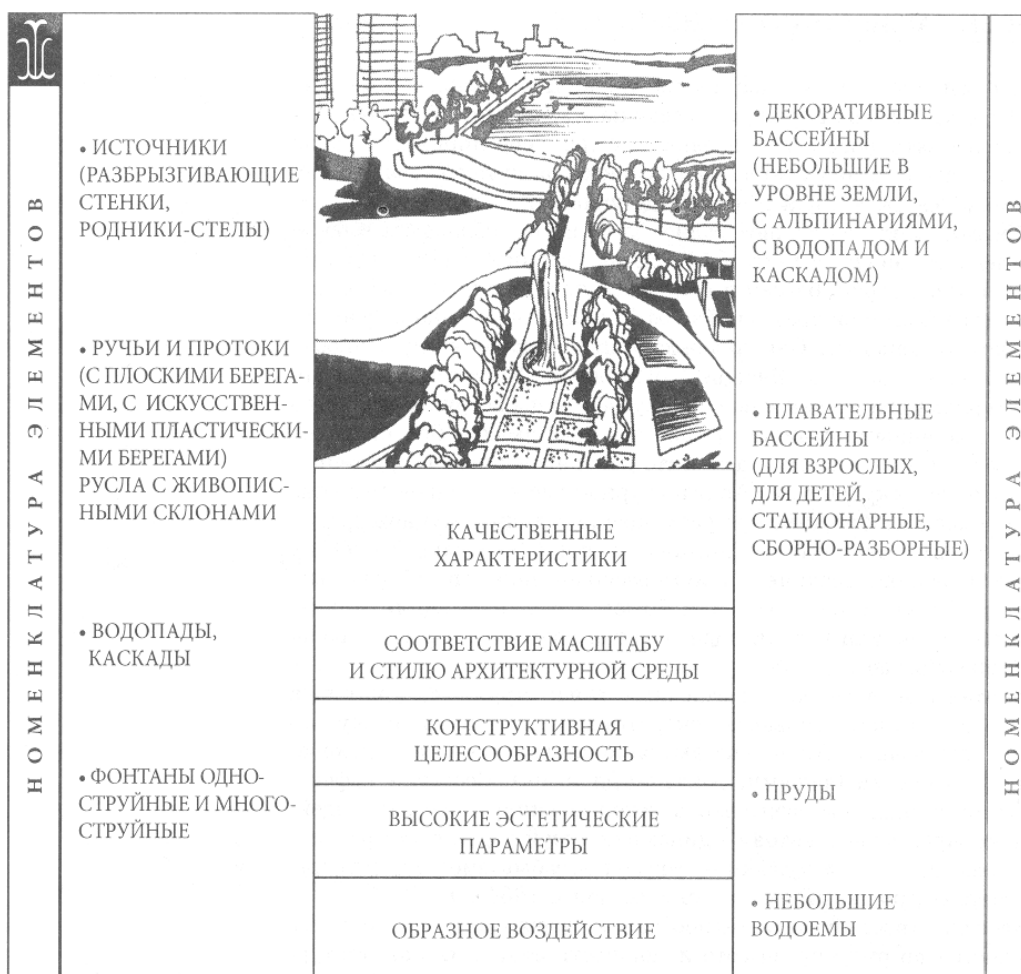 НОМЕНКЛАТУРА ЭЛЕМЕНТОВ
• ИСТОЧНИКИ
(РАЗБРЫЗГИВАЮЩИЕ
СТЕНКИ,
РОДНИКИ-СТЕЛЫ)
• РУЧЬИ И ПРОТОКИ
(С ПЛОСКИМИ БЕРЕГА-
МИ, С ИСКУССТВЕН-
НЫМИ ПЛАСТИЧЕСКИ-
МИ БЕРЕГАМИ)
РУСЛА С ЖИВОПИС-
НЫМИ СКЛОНАМИ
• ВОДОПАДЫ,
КАСКАДЫ
• ФОНТАНЫ ОДНО-
СТРУЙНЫЕ И МНОГО-
СТРУЙНЫЕ
КАЧЕСТВЕННЫЕ
ХАРАКТЕРИСТИКИ
СООТВЕТСТВИЕ МАСШТАБУ
И СТИЛЮ АРХИТЕКТУРНОЙ СРЕДЫ
КОНСТРУКТИВНАЯ
ЦЕЛЕСООБРАЗНОСТЬ
ВЫСОКИЕ ЭСТЕТИЧЕСКИЕ
ПАРАМЕТРЫ
ОБРАЗНОЕ ВОЗДЕЙСТВИЕ
• ДЕКОРАТИВНЫЕ
БАССЕЙНЫ
(НЕБОЛЬШИЕ В
УРОВНЕ ЗЕМЛИ,
С АЛЬПИНАРИЯМИ,
С ВОДОПАДОМ И
КАСКАДОМ)
• ПЛАВАТЕЛЬНЫЕ
БАССЕЙНЫ
(ДЛЯ ВЗРОСЛЫХ,
ДЛЯ ДЕТЕЙ,
СТАЦИОНАРНЫЕ,
СБОРНО-РАЗБОРНЫЕ)
• ПРУДЫ
• НЕБОЛЬШИЕ
ВОДОЕМЫ
НОМЕНКЛАТУРА ЭЛЕМЕНТОВ